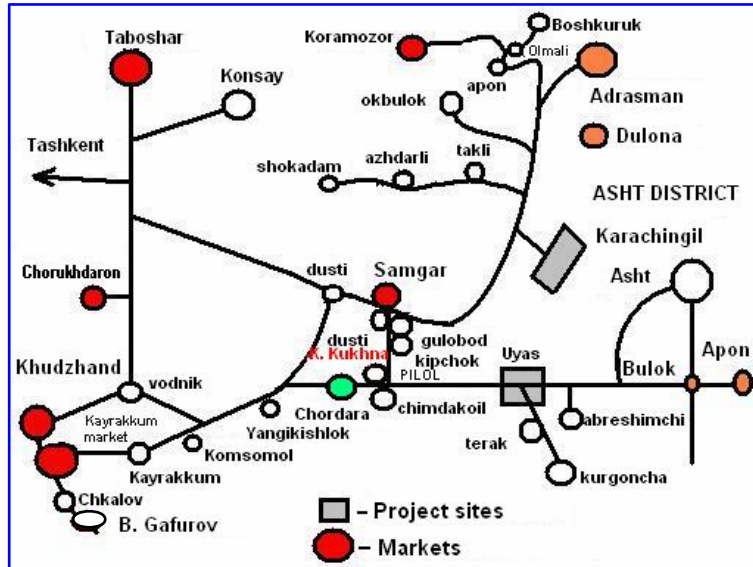 Boshkuruk
Taboshar
Koramozor
Olmali
Konsay
apon
okbulok
Adrasman
Tashkent
Dulona
azhdarli
takli
shokadam
ASHT DISTRICT
Karachingil
Chorukhdaron
dusti
Samgar
Asht
dusti
gulobod
K. Kukhna
kipchok
Uyas
Khudzhand
vodnik
PILOL
Bulok
Apon
Kayrakkum
market
Chordara
chimdakoil
abreshimchi
Yangikishlok
terak
Komsomol
Kayrakkum
kurgoncha
Chkalov
B. Gafurov
– Project sites
– Markets